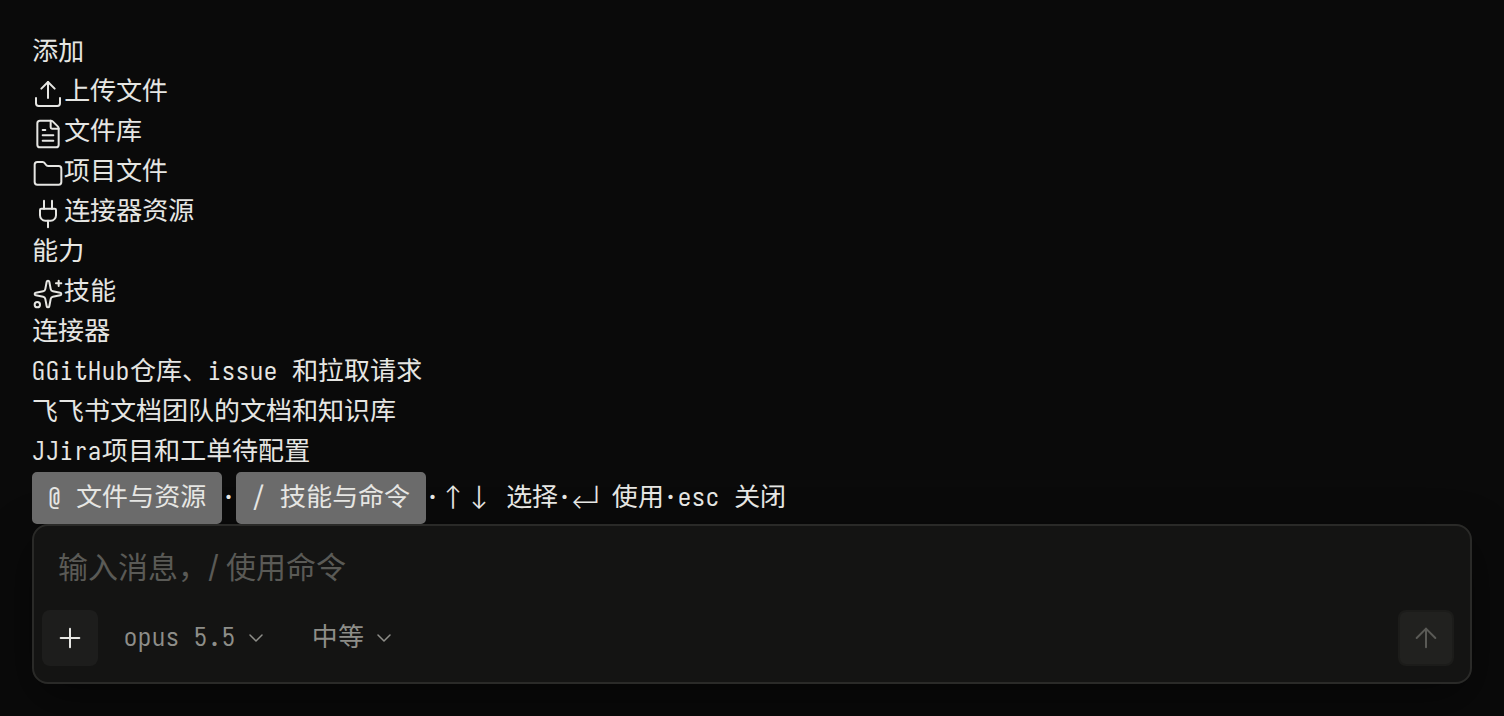 添加
上传文件
文件库
项目文件
连接器资源
能力
技能
连接器
GGitHub仓库、issue 和拉取请求
飞飞书文档团队的文档和知识库
JJira项目和工单待配置
@ 文件与资源·/ 技能与命令·↑↓ 选择·↵ 使用·esc 关闭
输入消息，/ 使用命令
opus 5.5 中等